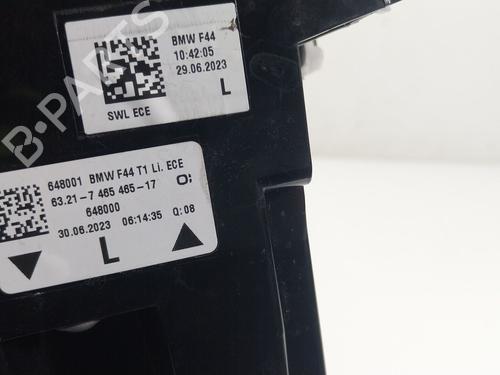 BMW F44
10:42:05
29.06.2023
SWL ECE
L
648001 BMW F44 T1 Li. ECE
63.21-7 465 465-17
648000
30.06.2023 06:14:35 Q:08
L
B-PARTS